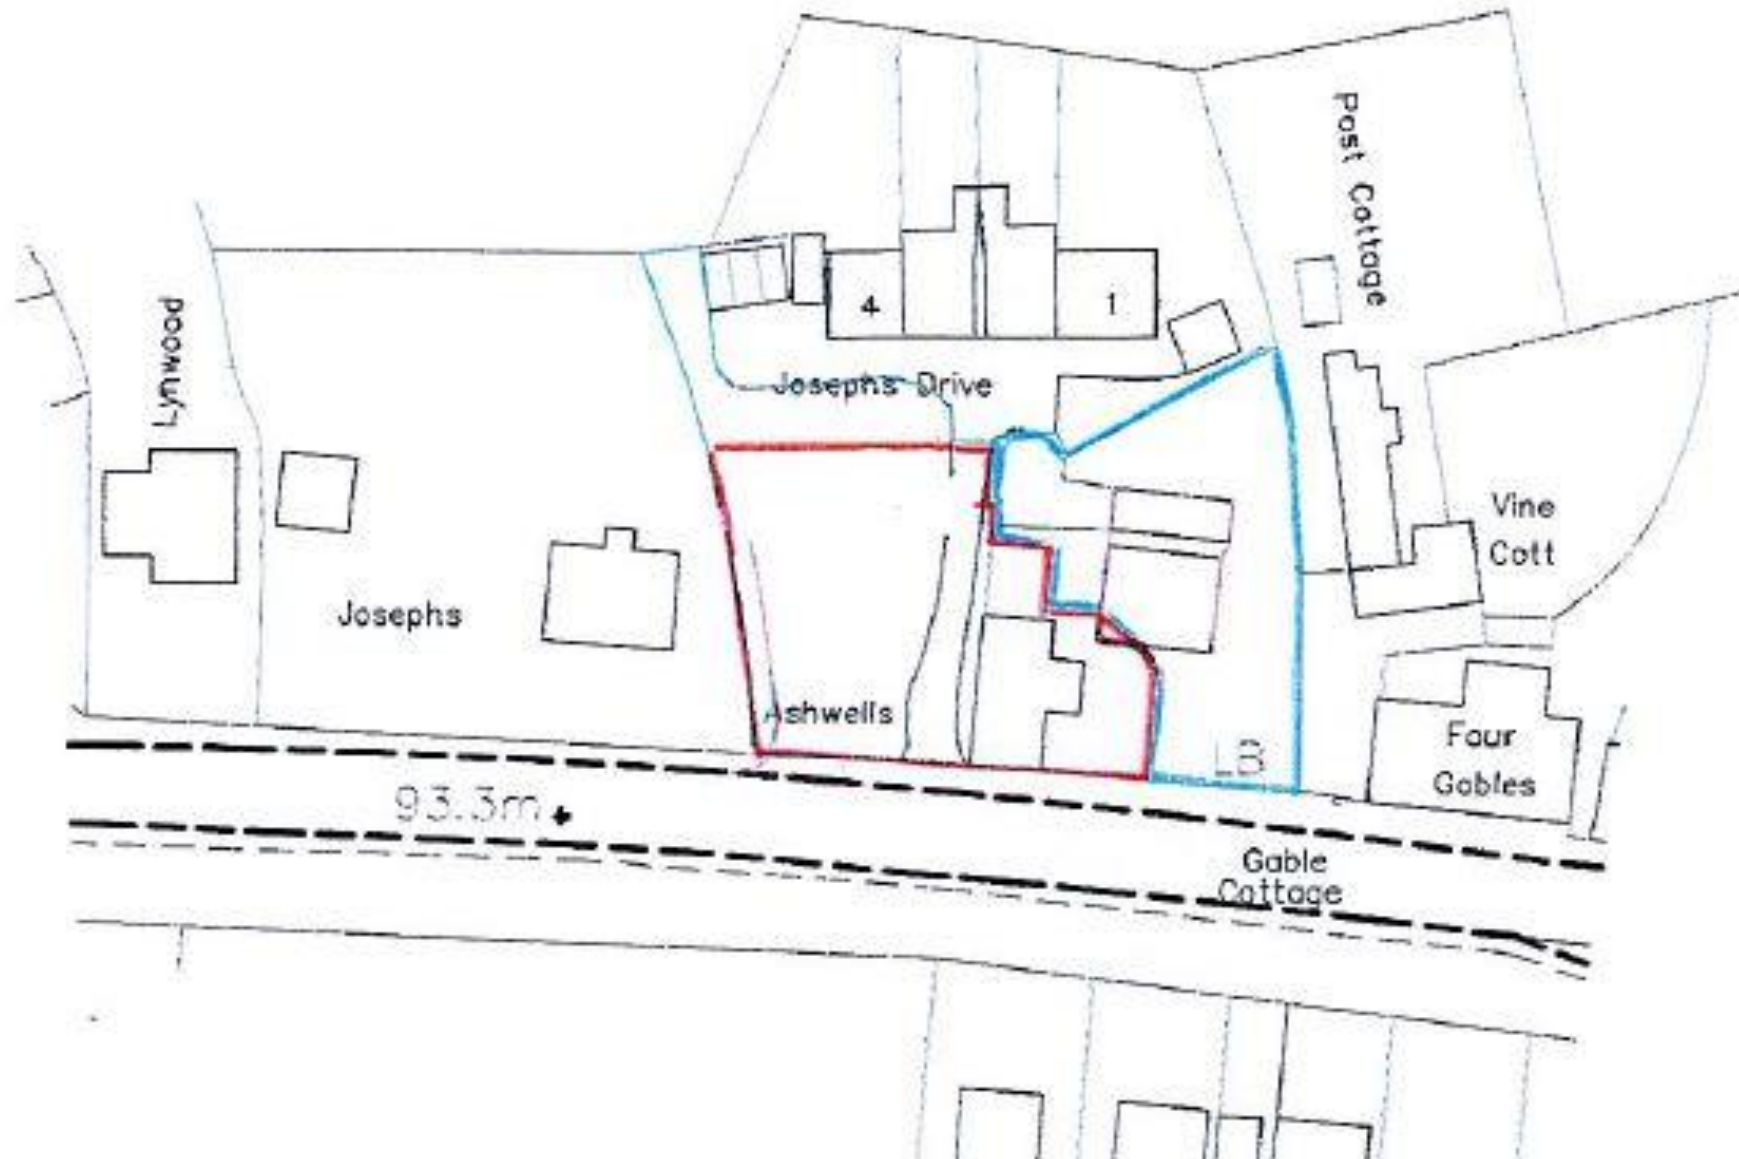 Post Cottage
Lynwood
4
1
Josephs Drive
Vine
Cott
Josephs
Ashwells
Four
Gables
LB
93.3m
Gable
Cottage